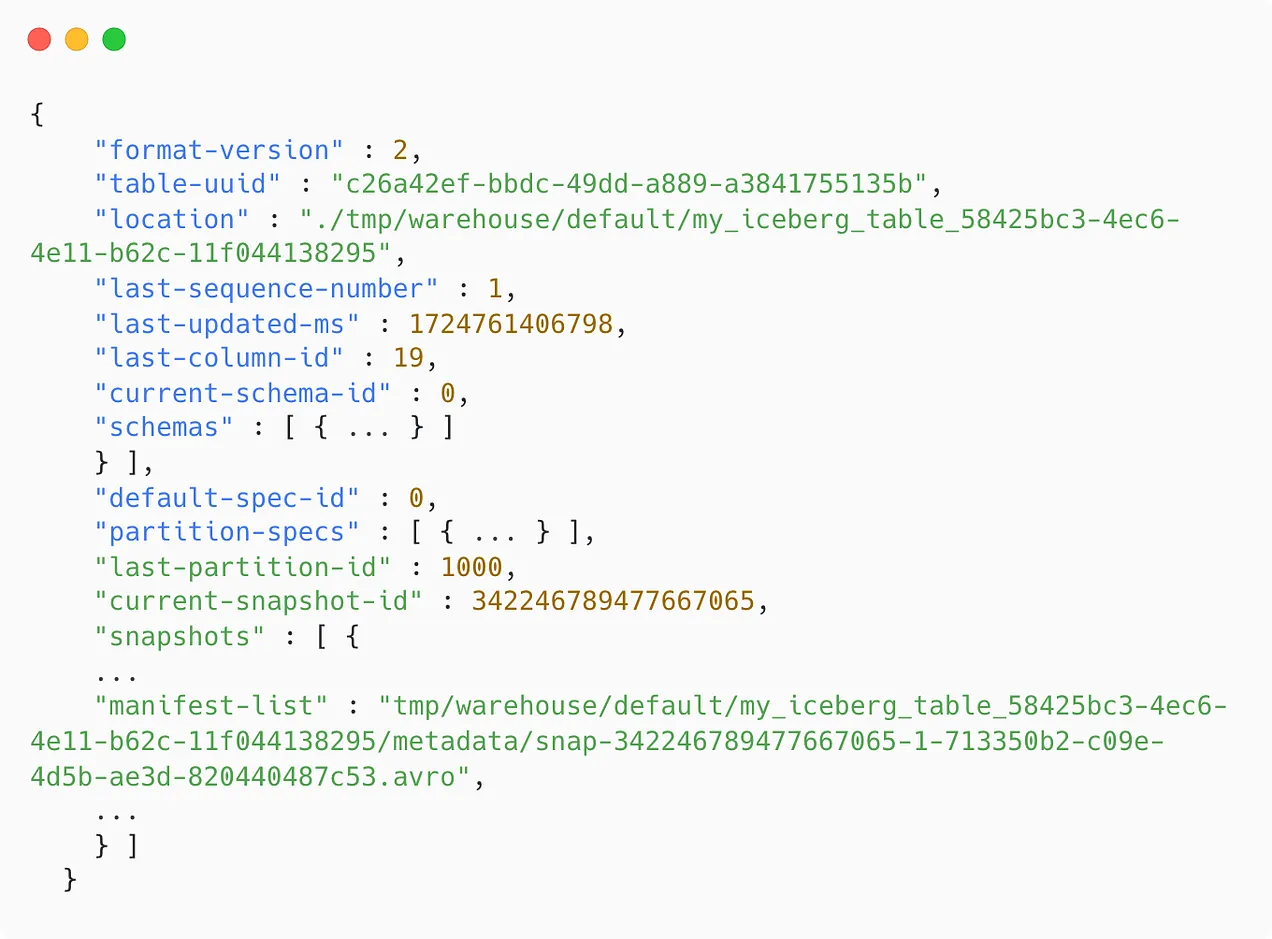 {
    "format-version" : 2,
    "table-uuid" : "c26a42ef-bbdc-49dd-a889-a3841755135b",
    "location" : "./tmp/warehouse/default/my_iceberg_table_58425bc3-4ec6-
4e11-b62c-11f044138295",
    "last-sequence-number" : 1,
    "last-updated-ms" : 1724761406798,
    "last-column-id" : 19,
    "current-schema-id" : 0,
    "schemas" : [ { ... } ]
    } ],
    "default-spec-id" : 0,
    "partition-specs" : [ { ... } ],
    "last-partition-id" : 1000,
    "current-snapshot-id" : 342246789477667065,
    "snapshots" : [ {
    ...
    "manifest-list" : "tmp/warehouse/default/my_iceberg_table_58425bc3-4ec6-
4e11-b62c-11f044138295/metadata/snap-342246789477667065-1-713350b2-c09e-
4d5b-ae3d-820440487c53.avro",
    ...
    } ]
  }